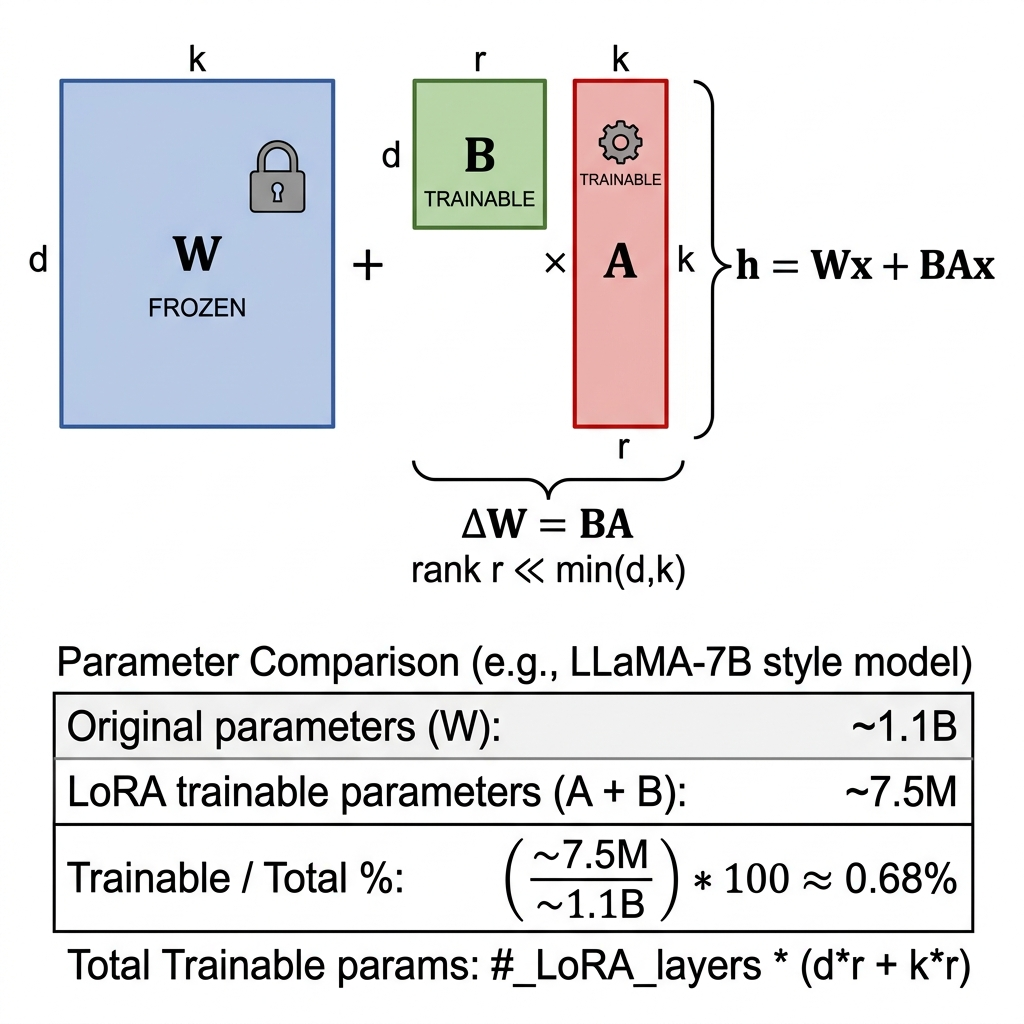 k
r
k
d
W
FROZEN
+
d
B
TRAINABLE
×
TRAINABLE
A
k
r
h = Wx + BAx
ΔW = BA
rank r ≪ min(d,k)
Parameter Comparison (e.g., LLaMA-7B style model)
Original parameters (W): ~1.1B
LoRA trainable parameters (A + B): ~7.5M
Trainable / Total %: (~7.5M / ~1.1B) * 100 ≈ 0.68%
Total Trainable params: #_LoRA_layers * (d*r + k*r)